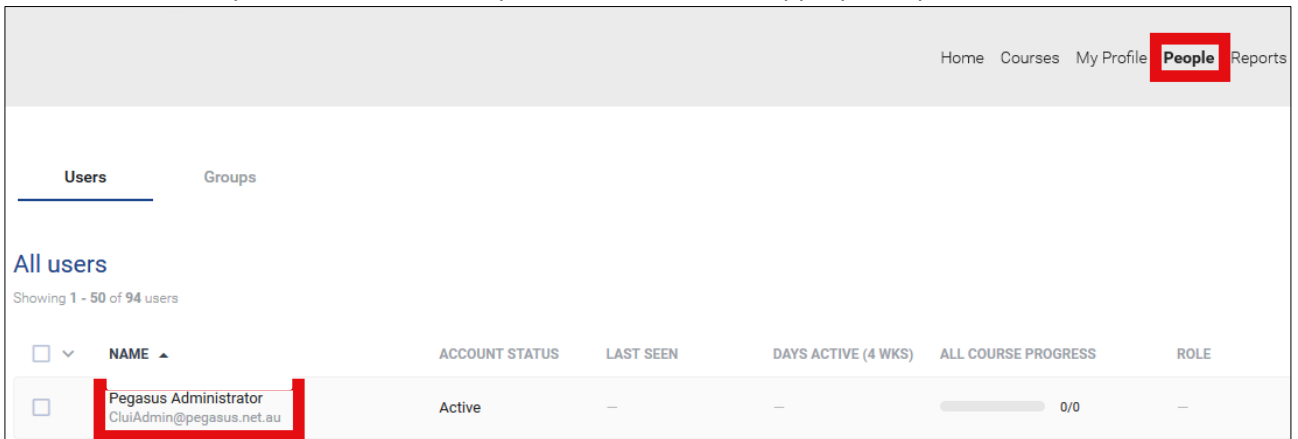 Home Courses My Profile People Reports
Users Groups
All users
Showing 1 - 50 of 94 users
NAME ACCOUNT STATUS LAST SEEN DAYS ACTIVE (4 WKS) ALL COURSE PROGRESS ROLE
Pegasus Administrator
CluiAdmin@pegasus.net.au
Active — — 0/0 —